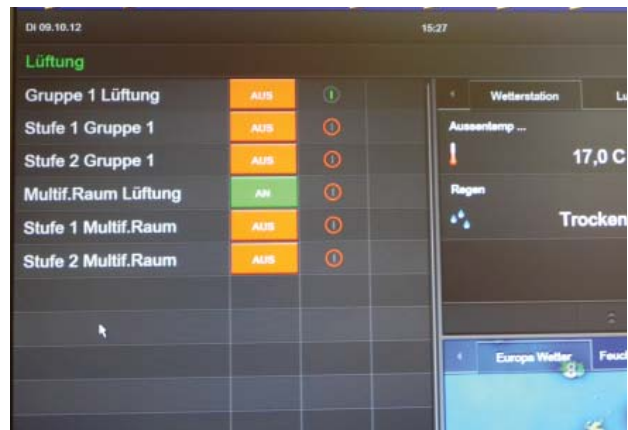 DI 09.10.12
15:27
Lüftung
Gruppe 1 Lüftung AUS
Stufe 1 Gruppe 1 AUS
Stufe 2 Gruppe 1 AUS
Multif.Raum Lüftung AN
Stufe 1 Multif.Raum AUS
Stufe 2 Multif.Raum AUS
Wetterstation Lu
Aussentemp ...
17,0 C
Regen
Trocken
Europa Wetter Feuch